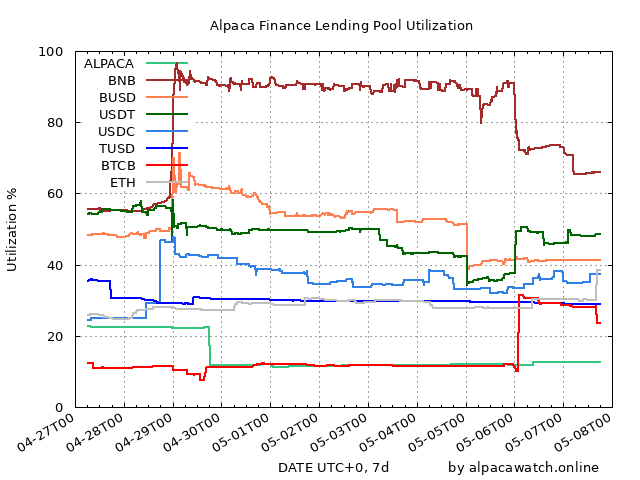 Alpaca Finance Lending Pool Utilization
100
80
60
40
20
0
Utilization %
ALPACA
BNB
BUSD
USDT
USDC
TUSD
BTCB
ETH
04-27T00
04-28T00
04-29T00
04-30T00
05-01T00
05-02T00
05-03T00
05-04T00
05-05T00
05-06T00
05-07T00
05-08T00
DATE UTC+0, 7d by alpacawatch.online